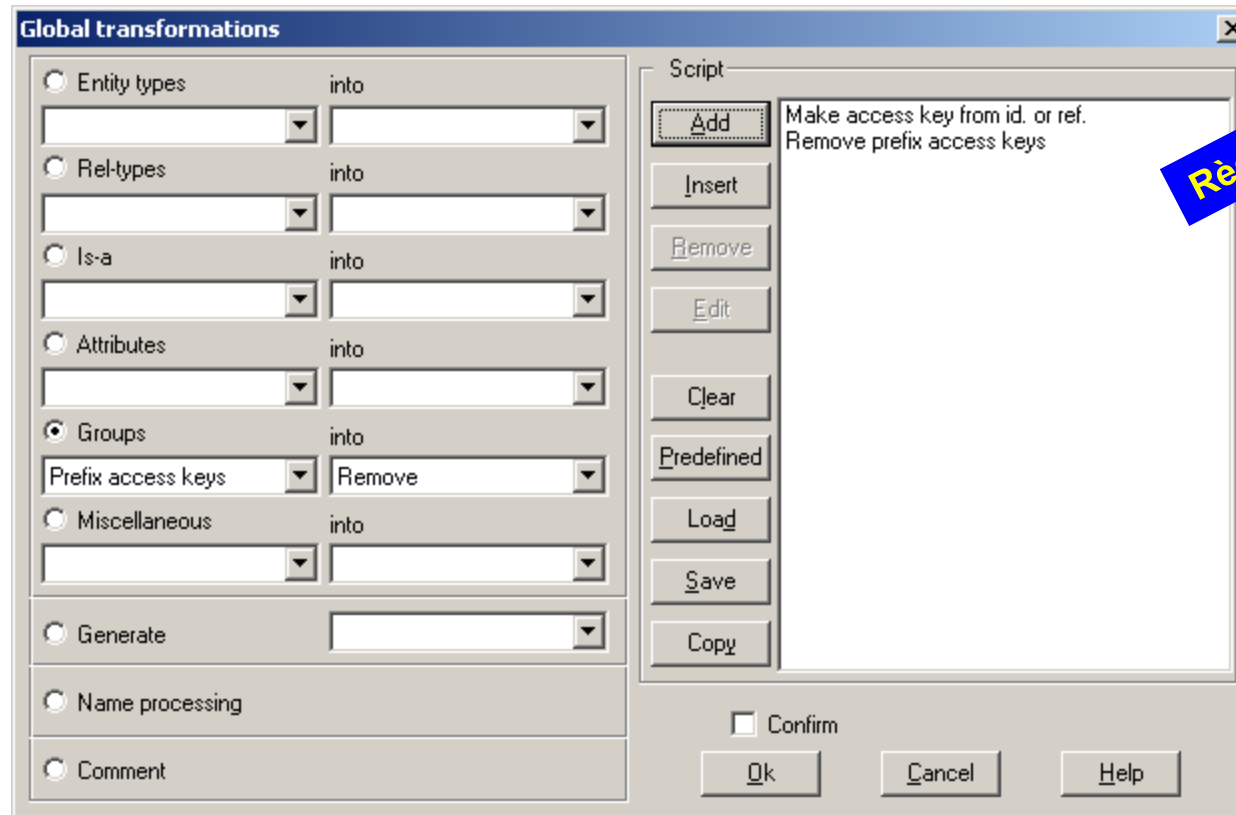 Global transformations
Entity types
into
Rel-types
into
Is-a
into
Attributes
into
Groups
into
Prefix access keys
Remove
Miscellaneous
into
Generate
Name processing
Comment
Script
Add
Insert
Remove
Edit
Clear
Predefined
Load
Save
Copy
Make access key from id. or ref.
Remove prefix access keys
Confirm
Ok
Cancel
Help